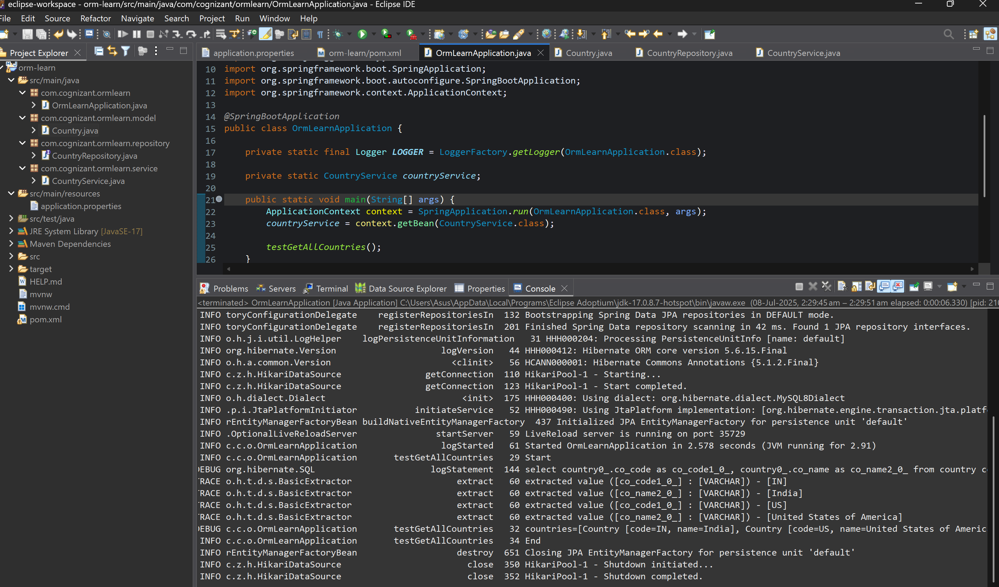 eclipse-workspace - orm-learn/src/main/java/com/cognizant/ormlearn/OrmLearnApplication.java - Eclipse IDE
File Edit Source Refactor Navigate Search Project Run Window Help
Project Explorer
orm-learn
src/main/java
com.cognizant.ormlearn
OrmLearnApplication.java
com.cognizant.ormlearn.model
Country.java
com.cognizant.ormlearn.repository
CountryRepository.java
com.cognizant.ormlearn.service
CountryService.java
src/main/resources
application.properties
src/test/java
JRE System Library [JavaSE-17]
Maven Dependencies
src
target
HELP.md
mvnw
mvnw.cmd
pom.xml
application.properties orm-learn/pom.xml OrmLearnApplication.java Country.java CountryRepository.java CountryService.java
10 import org.springframework.boot.SpringApplication;
11 import org.springframework.boot.autoconfigure.SpringBootApplication;
12 import org.springframework.context.ApplicationContext;
13
14 @SpringBootApplication
15 public class OrmLearnApplication {
16
17 private static final Logger LOGGER = LoggerFactory.getLogger(OrmLearnApplication.class);
18
19 private static CountryService countryService;
20
21 public static void main(String[] args) {
22 ApplicationContext context = SpringApplication.run(OrmLearnApplication.class, args);
23 countryService = context.getBean(CountryService.class);
24
25 testGetAllCountries();
26 }
Problems Servers Terminal Data Source Explorer Properties Console
<terminated> OrmLearnApplication [Java Application] C:\Users\Asus\AppData\Local\Programs\Eclipse Adoptium\jdk-17.0.8.7-hotspot\bin\javaw.exe (08-Jul-2025, 2:29:45 am – 2:29:51 am elapsed: 0:00:06.330) [pid: 210
INFO toryConfigurationDelegate registerRepositoriesIn 132 Bootstrapping Spring Data JPA repositories in DEFAULT mode.
INFO toryConfigurationDelegate registerRepositoriesIn 201 Finished Spring Data repository scanning in 42 ms. Found 1 JPA repository interfaces.
INFO o.h.j.i.util.LogHelper logPersistenceUnitInformation 31 HHH000204: Processing PersistenceUnitInfo [name: default]
INFO org.hibernate.Version logVersion 44 HHH000412: Hibernate ORM core version 5.6.15.Final
INFO o.h.a.common.Version <clinit> 56 HCANN000001: Hibernate Commons Annotations {5.1.2.Final}
INFO c.z.h.HikariDataSource getConnection 110 HikariPool-1 - Starting...
INFO c.z.h.HikariDataSource getConnection 123 HikariPool-1 - Start completed.
INFO o.h.dialect.Dialect <init> 175 HHH000400: Using dialect: org.hibernate.dialect.MySQL8Dialect
INFO .p.i.JtaPlatformInitiator initiateService 52 HHH000490: Using JtaPlatform implementation: [org.hibernate.engine.transaction.jta.platf
INFO rEntityManagerFactoryBean buildNativeEntityManagerFactory 437 Initialized JPA EntityManagerFactory for persistence unit 'default'
INFO .OptionalLiveReloadServer startServer 59 LiveReload server is running on port 35729
INFO c.c.o.OrmLearnApplication logStarted 61 Started OrmLearnApplication in 2.578 seconds (JVM running for 2.91)
INFO c.c.o.OrmLearnApplication testGetAllCountries 29 Start
DEBUG org.hibernate.SQL logStatement 144 select country0_.co_code as co_code1_0_, country0_.co_name as co_name2_0_ from country c
TRACE o.h.t.d.s.BasicExtractor extract 60 extracted value ([co_code1_0_] : [VARCHAR]) - [IN]
TRACE o.h.t.d.s.BasicExtractor extract 60 extracted value ([co_name2_0_] : [VARCHAR]) - [India]
TRACE o.h.t.d.s.BasicExtractor extract 60 extracted value ([co_code1_0_] : [VARCHAR]) - [US]
TRACE o.h.t.d.s.BasicExtractor extract 60 extracted value ([co_name2_0_] : [VARCHAR]) - [United States of America]
DEBUG c.c.o.OrmLearnApplication testGetAllCountries 32 countries=[Country [code=IN, name=India], Country [code=US, name=United States of Americ
INFO c.c.o.OrmLearnApplication testGetAllCountries 34 End
INFO rEntityManagerFactoryBean destroy 651 Closing JPA EntityManagerFactory for persistence unit 'default'
INFO c.z.h.HikariDataSource close 350 HikariPool-1 - Shutdown initiated...
INFO c.z.h.HikariDataSource close 352 HikariPool-1 - Shutdown completed.